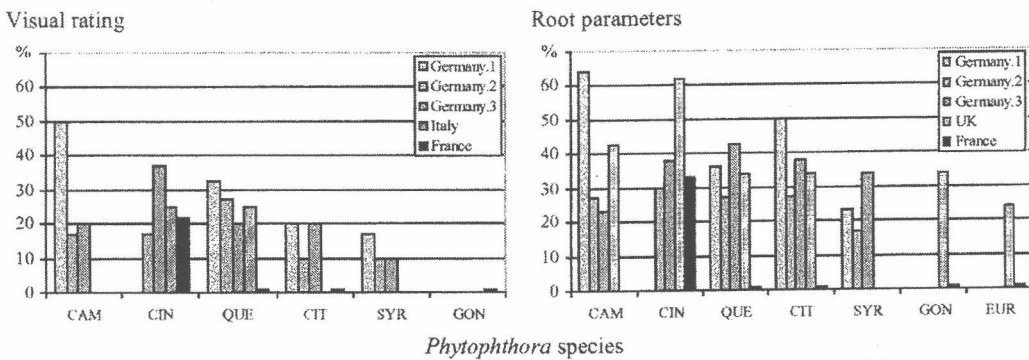 Visual rating
%
60
50
40
30
20
10
0
Germany.1
Germany.2
Germany.3
Italy
France
CAM CIN QUE CIT SYR GON
Root parameters
%
60
50
40
30
20
10
0
Germany.1
Germany.2
Germany.3
UK
France
CAM CIN QUE CIT SYR GON EUR
Phytophthora species